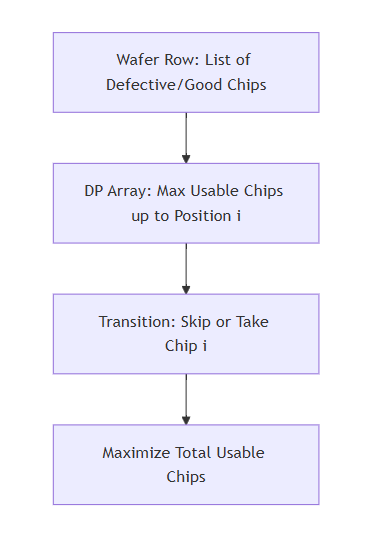 Wafer Row: List of
Defective/Good Chips
DP Array: Max Usable Chips
up to Position i
Transition: Skip or Take
Chip i
Maximize Total Usable
Chips